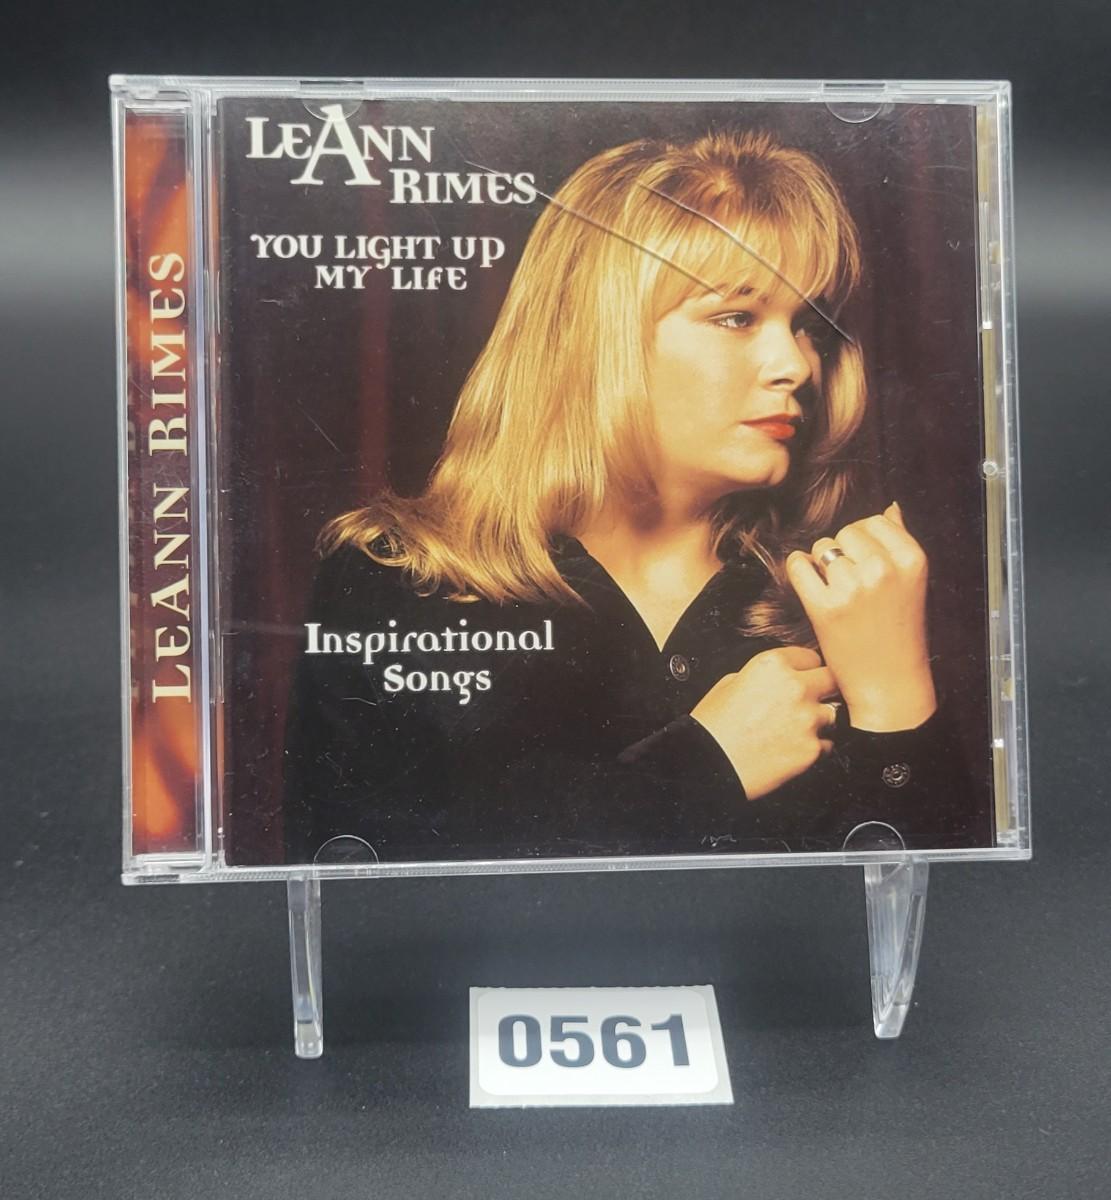 LEANN RIMES
LEANN
RIMES
YOU LIGHT UP
MY LIFE
Inspirational
Songs
0561